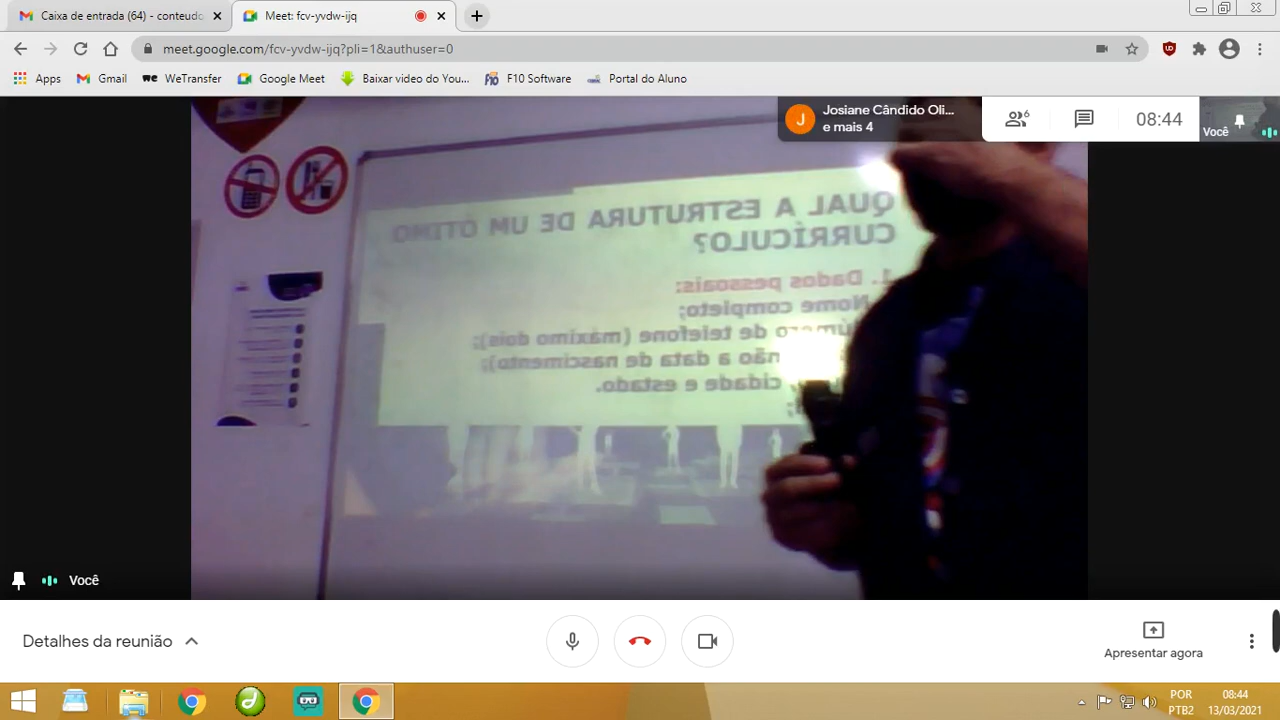 Caixa de entrada (64) - conteudo
Meet: fcv-yvdw-ijq
meet.google.com/fcv-yvdw-ijq?pli=1&authuser=0
Apps
Gmail
WeTransfer
Google Meet
Baixar video do You...
F10 Software
Portal do Aluno
Josiane Cândido Oli...
e mais 4
J
6
08:44
Você
QUAL A ESTRUTURA DE UM ÓTIMO
CURRÍCULO?
1. Dados pessoais:
Nome completo;
de telefone (máximo dois);
não a data de nascimento);
cidade e estado.
Você
Detalhes da reunião
Apresentar agora
POR
PTB2
08:44
13/03/2021